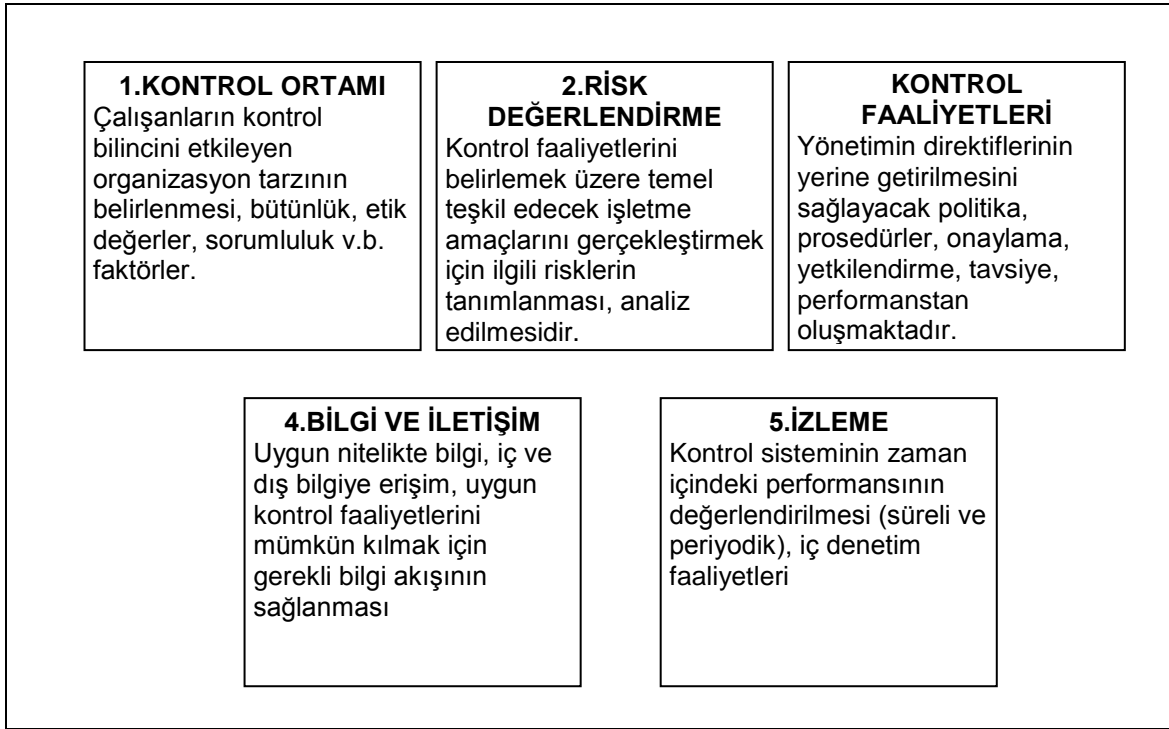 1.KONTROL ORTAMI
Çalışanların kontrol
bilincini etkileyen
organizasyon tarzının
belirlenmesi, bütünlük, etik
değerler, sorumluluk v.b.
faktörler.
2.RİSK
DEĞERLENDİRME
Kontrol faaliyetlerini
belirlemek üzere temel
teşkil edecek işletme
amaçlarını gerçekleştirmek
için ilgili risklerin
tanımlanması, analiz
edilmesidir.
KONTROL
FAALİYETLERİ
Yönetimin direktiflerinin
yerine getirilmesini
sağlayacak politika,
prosedürler, onaylama,
yetkilendirme, tavsiye,
performanstan
oluşmaktadır.
4.BİLGİ VE İLETİŞİM
Uygun nitelikte bilgi, iç ve
dış bilgiye erişim, uygun
kontrol faaliyetlerini
mümkün kılmak için
gerekli bilgi akışının
sağlanması
5.İZLEME
Kontrol sisteminin zaman
içindeki performansının
değerlendirilmesi (süreli ve
periyodik), iç denetim
faaliyetleri